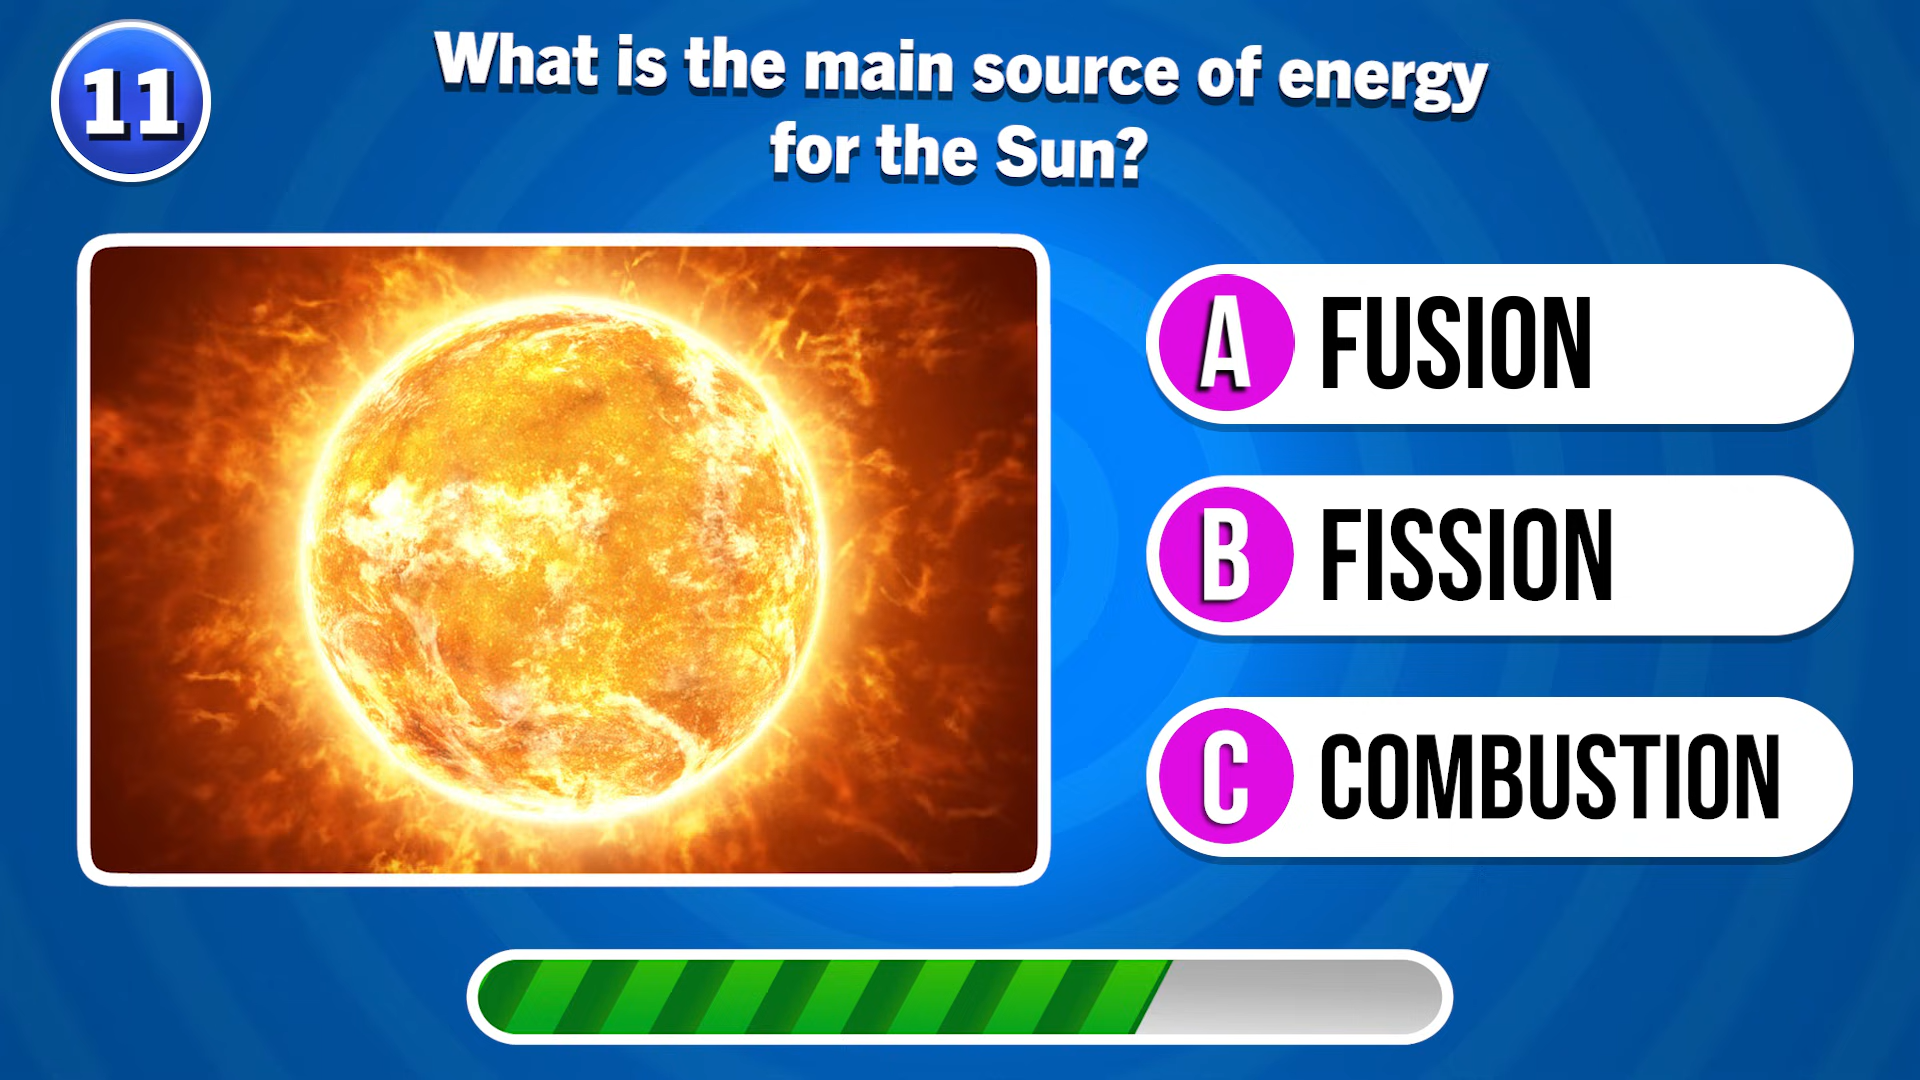 11
What is the main source of energy
for the Sun?
A FUSION
B FISSION
C COMBUSTION